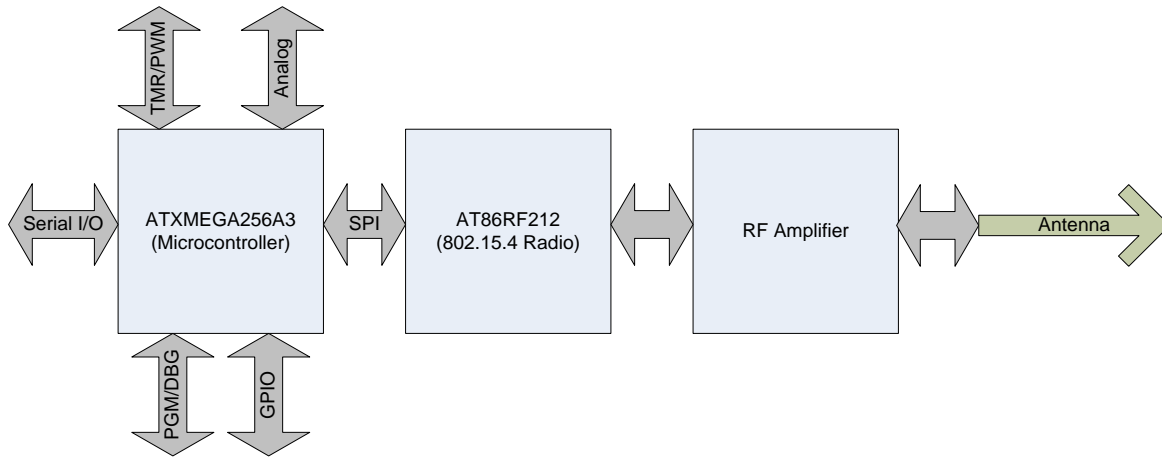 TMR/PWM
Analog
Serial I/O
ATXMEGA256A3
(Microcontroller)
SPI
AT86RF212
(802.15.4 Radio)
RF Amplifier
Antenna
PGM/DBG
GPIO